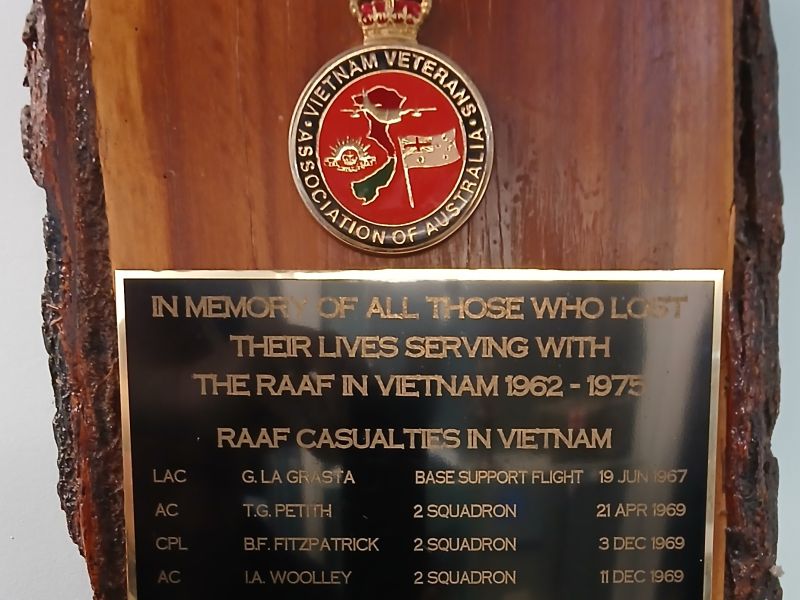 VIETNAM VETERANS
ASSOCIATION OF AUSTRALIA
IN MEMORY OF ALL THOSE WHO LOST
THEIR LIVES SERVING WITH
THE RAAF IN VIETNAM 1962 - 1975
RAAF CASUALTIES IN VIETNAM
LAC G. LA GRASTA BASE SUPPORT FLIGHT 19 JUN 1967
AC T.G. PETITH 2 SQUADRON 21 APR 1969
CPL B.F. FITZPATRICK 2 SQUADRON 3 DEC 1969
AC I.A. WOOLLEY 2 SQUADRON 11 DEC 1969